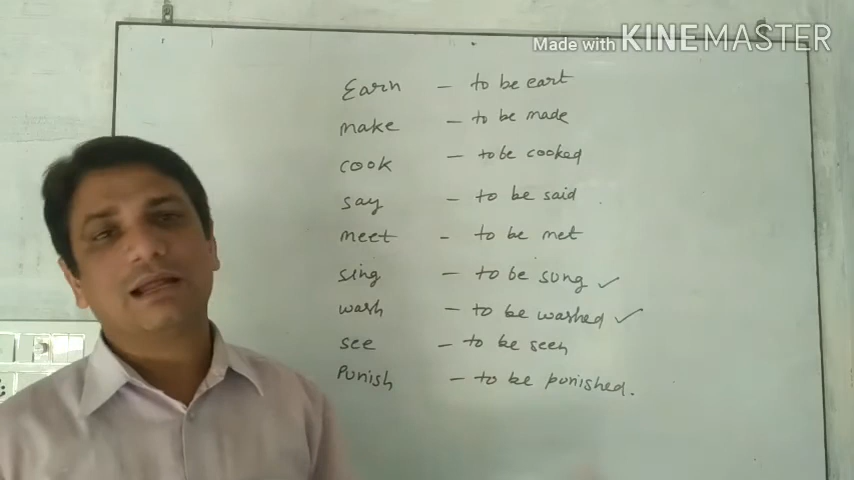 Made with KINEMASTER
Earn - to be eart
make - to be made
cook - to be cooked
say - to be said
meet - to be met
sing - to be sung ✓
wash - to be washed ✓
see - to be seen
Punish - to be punished.